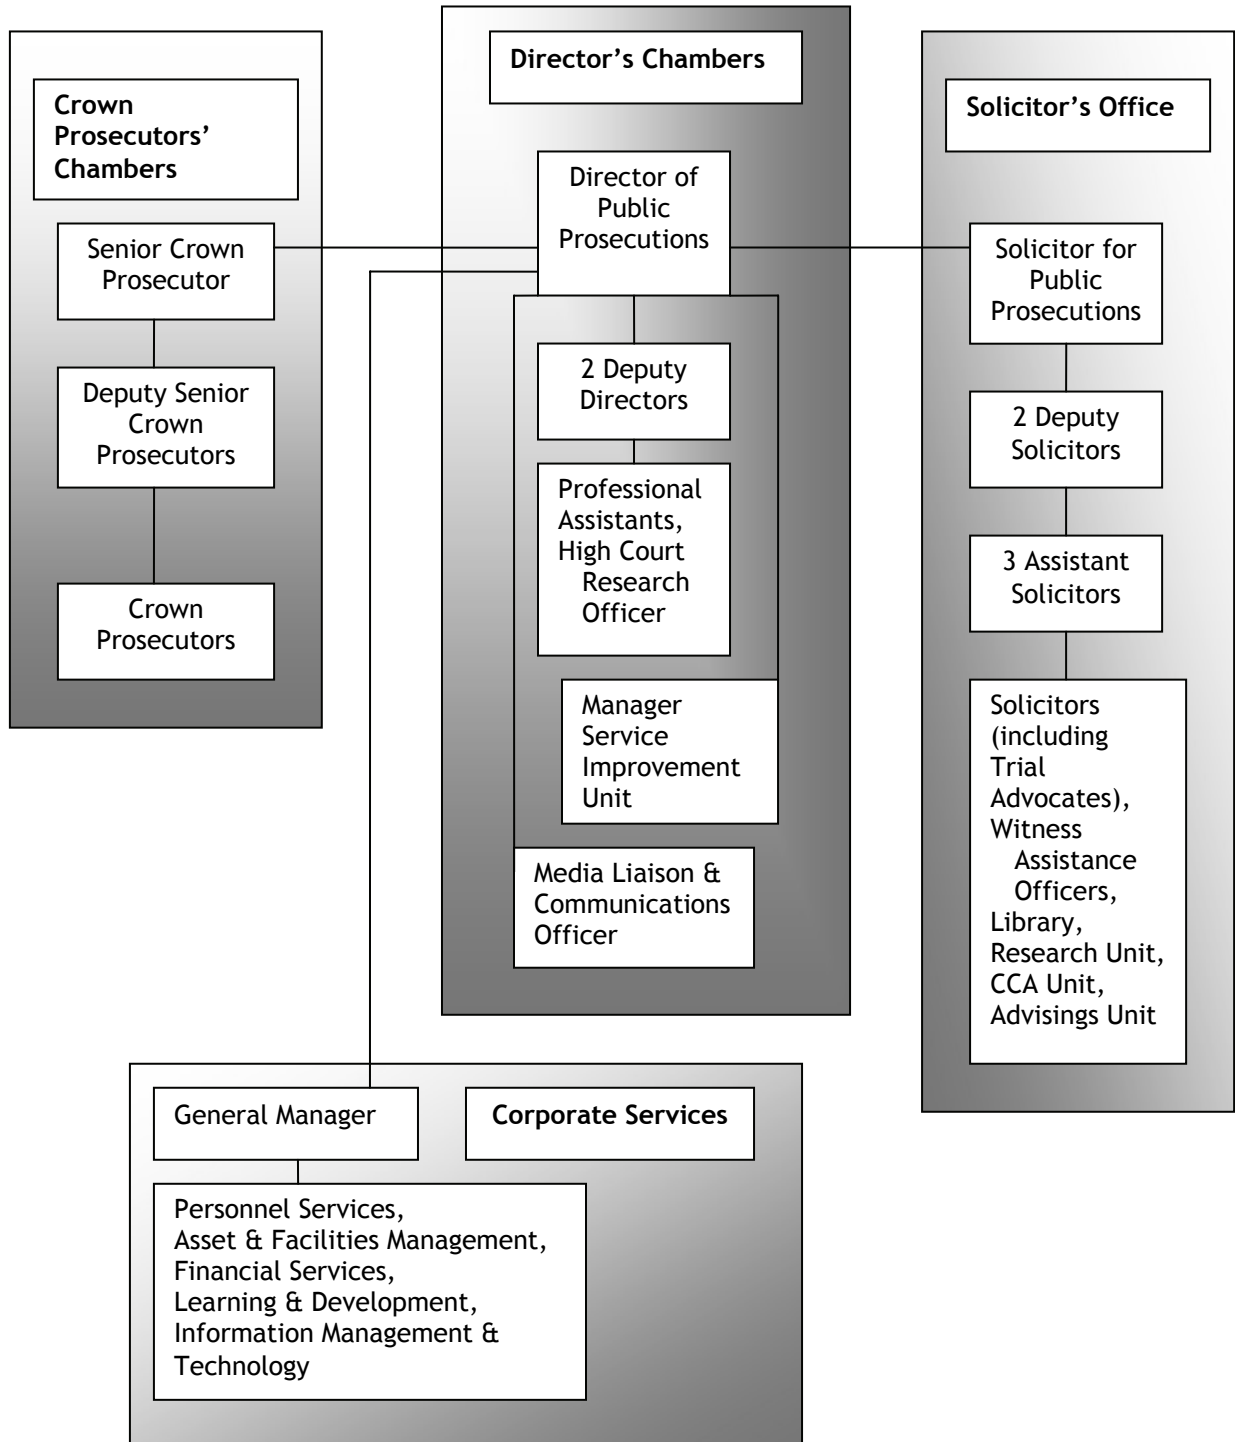 Crown
Prosecutors’
Chambers
Senior Crown
Prosecutor
Deputy Senior
Crown
Prosecutors
Crown
Prosecutors
Director’s Chambers
Director of
Public
Prosecutions
2 Deputy
Directors
Professional
Assistants,
High Court
Research
Officer
Manager
Service
Improvement
Unit
Media Liaison &
Communications
Officer
Solicitor’s Office
Solicitor for
Public
Prosecutions
2 Deputy
Solicitors
3 Assistant
Solicitors
Solicitors
(including
Trial
Advocates),
Witness
Assistance
Officers,
Library,
Research Unit,
CCA Unit,
Advisings Unit
General Manager
Corporate Services
Personnel Services,
Asset & Facilities Management,
Financial Services,
Learning & Development,
Information Management &
Technology